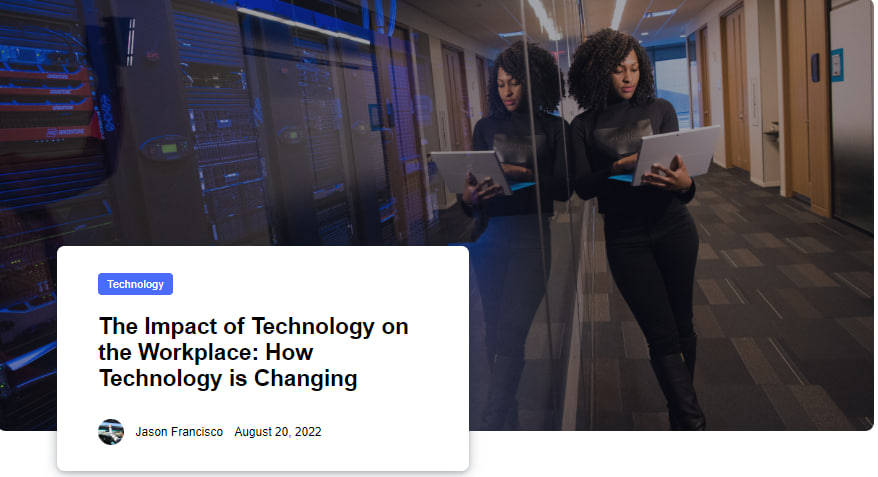 Technology
The Impact of Technology on
the Workplace: How
Technology is Changing
Jason Francisco August 20, 2022